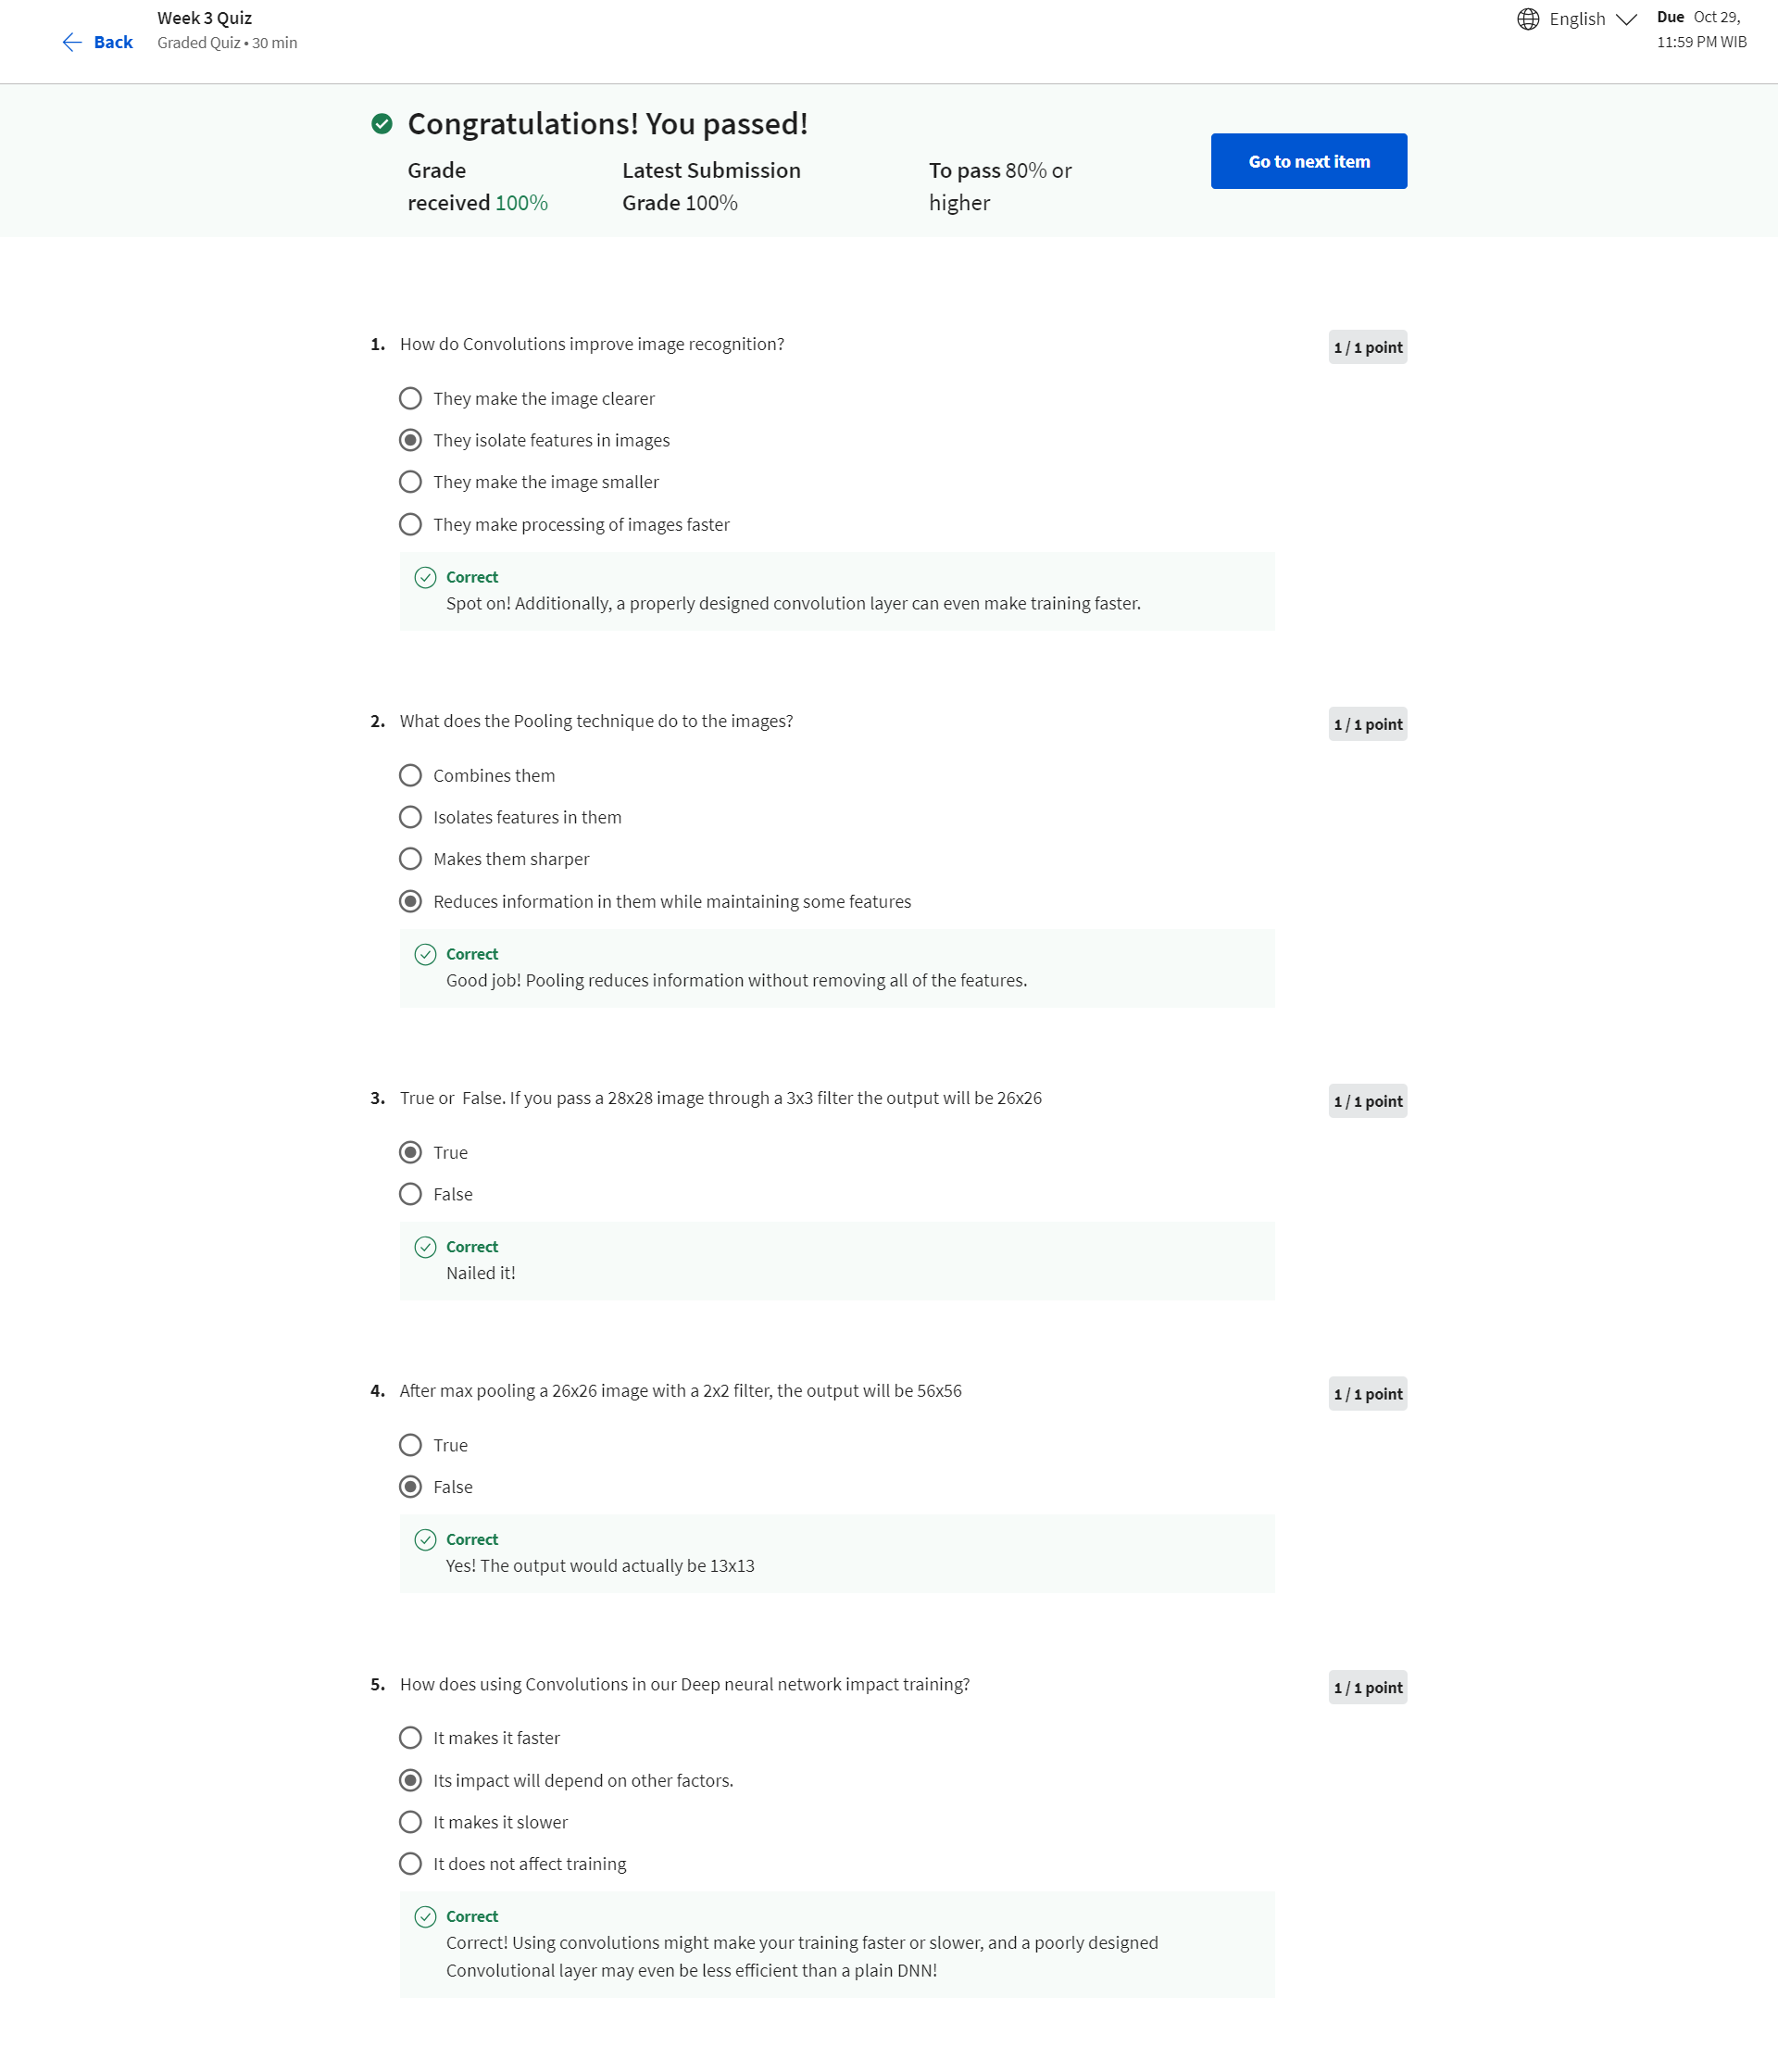 Back
Week 3 Quiz
Graded Quiz • 30 min
English
Due Oct 29,
11:59 PM WIB
Congratulations! You passed!
Grade
received 100%
Latest Submission
Grade 100%
To pass 80% or
higher
Go to next item
1. How do Convolutions improve image recognition?
1 / 1 point
They make the image clearer
They isolate features in images
They make the image smaller
They make processing of images faster
Correct
Spot on! Additionally, a properly designed convolution layer can even make training faster.
2. What does the Pooling technique do to the images?
1 / 1 point
Combines them
Isolates features in them
Makes them sharper
Reduces information in them while maintaining some features
Correct
Good job! Pooling reduces information without removing all of the features.
3. True or False. If you pass a 28x28 image through a 3x3 filter the output will be 26x26
1 / 1 point
True
False
Correct
Nailed it!
4. After max pooling a 26x26 image with a 2x2 filter, the output will be 56x56
1 / 1 point
True
False
Correct
Yes! The output would actually be 13x13
5. How does using Convolutions in our Deep neural network impact training?
1 / 1 point
It makes it faster
Its impact will depend on other factors.
It makes it slower
It does not affect training
Correct
Correct! Using convolutions might make your training faster or slower, and a poorly designed
Convolutional layer may even be less efficient than a plain DNN!